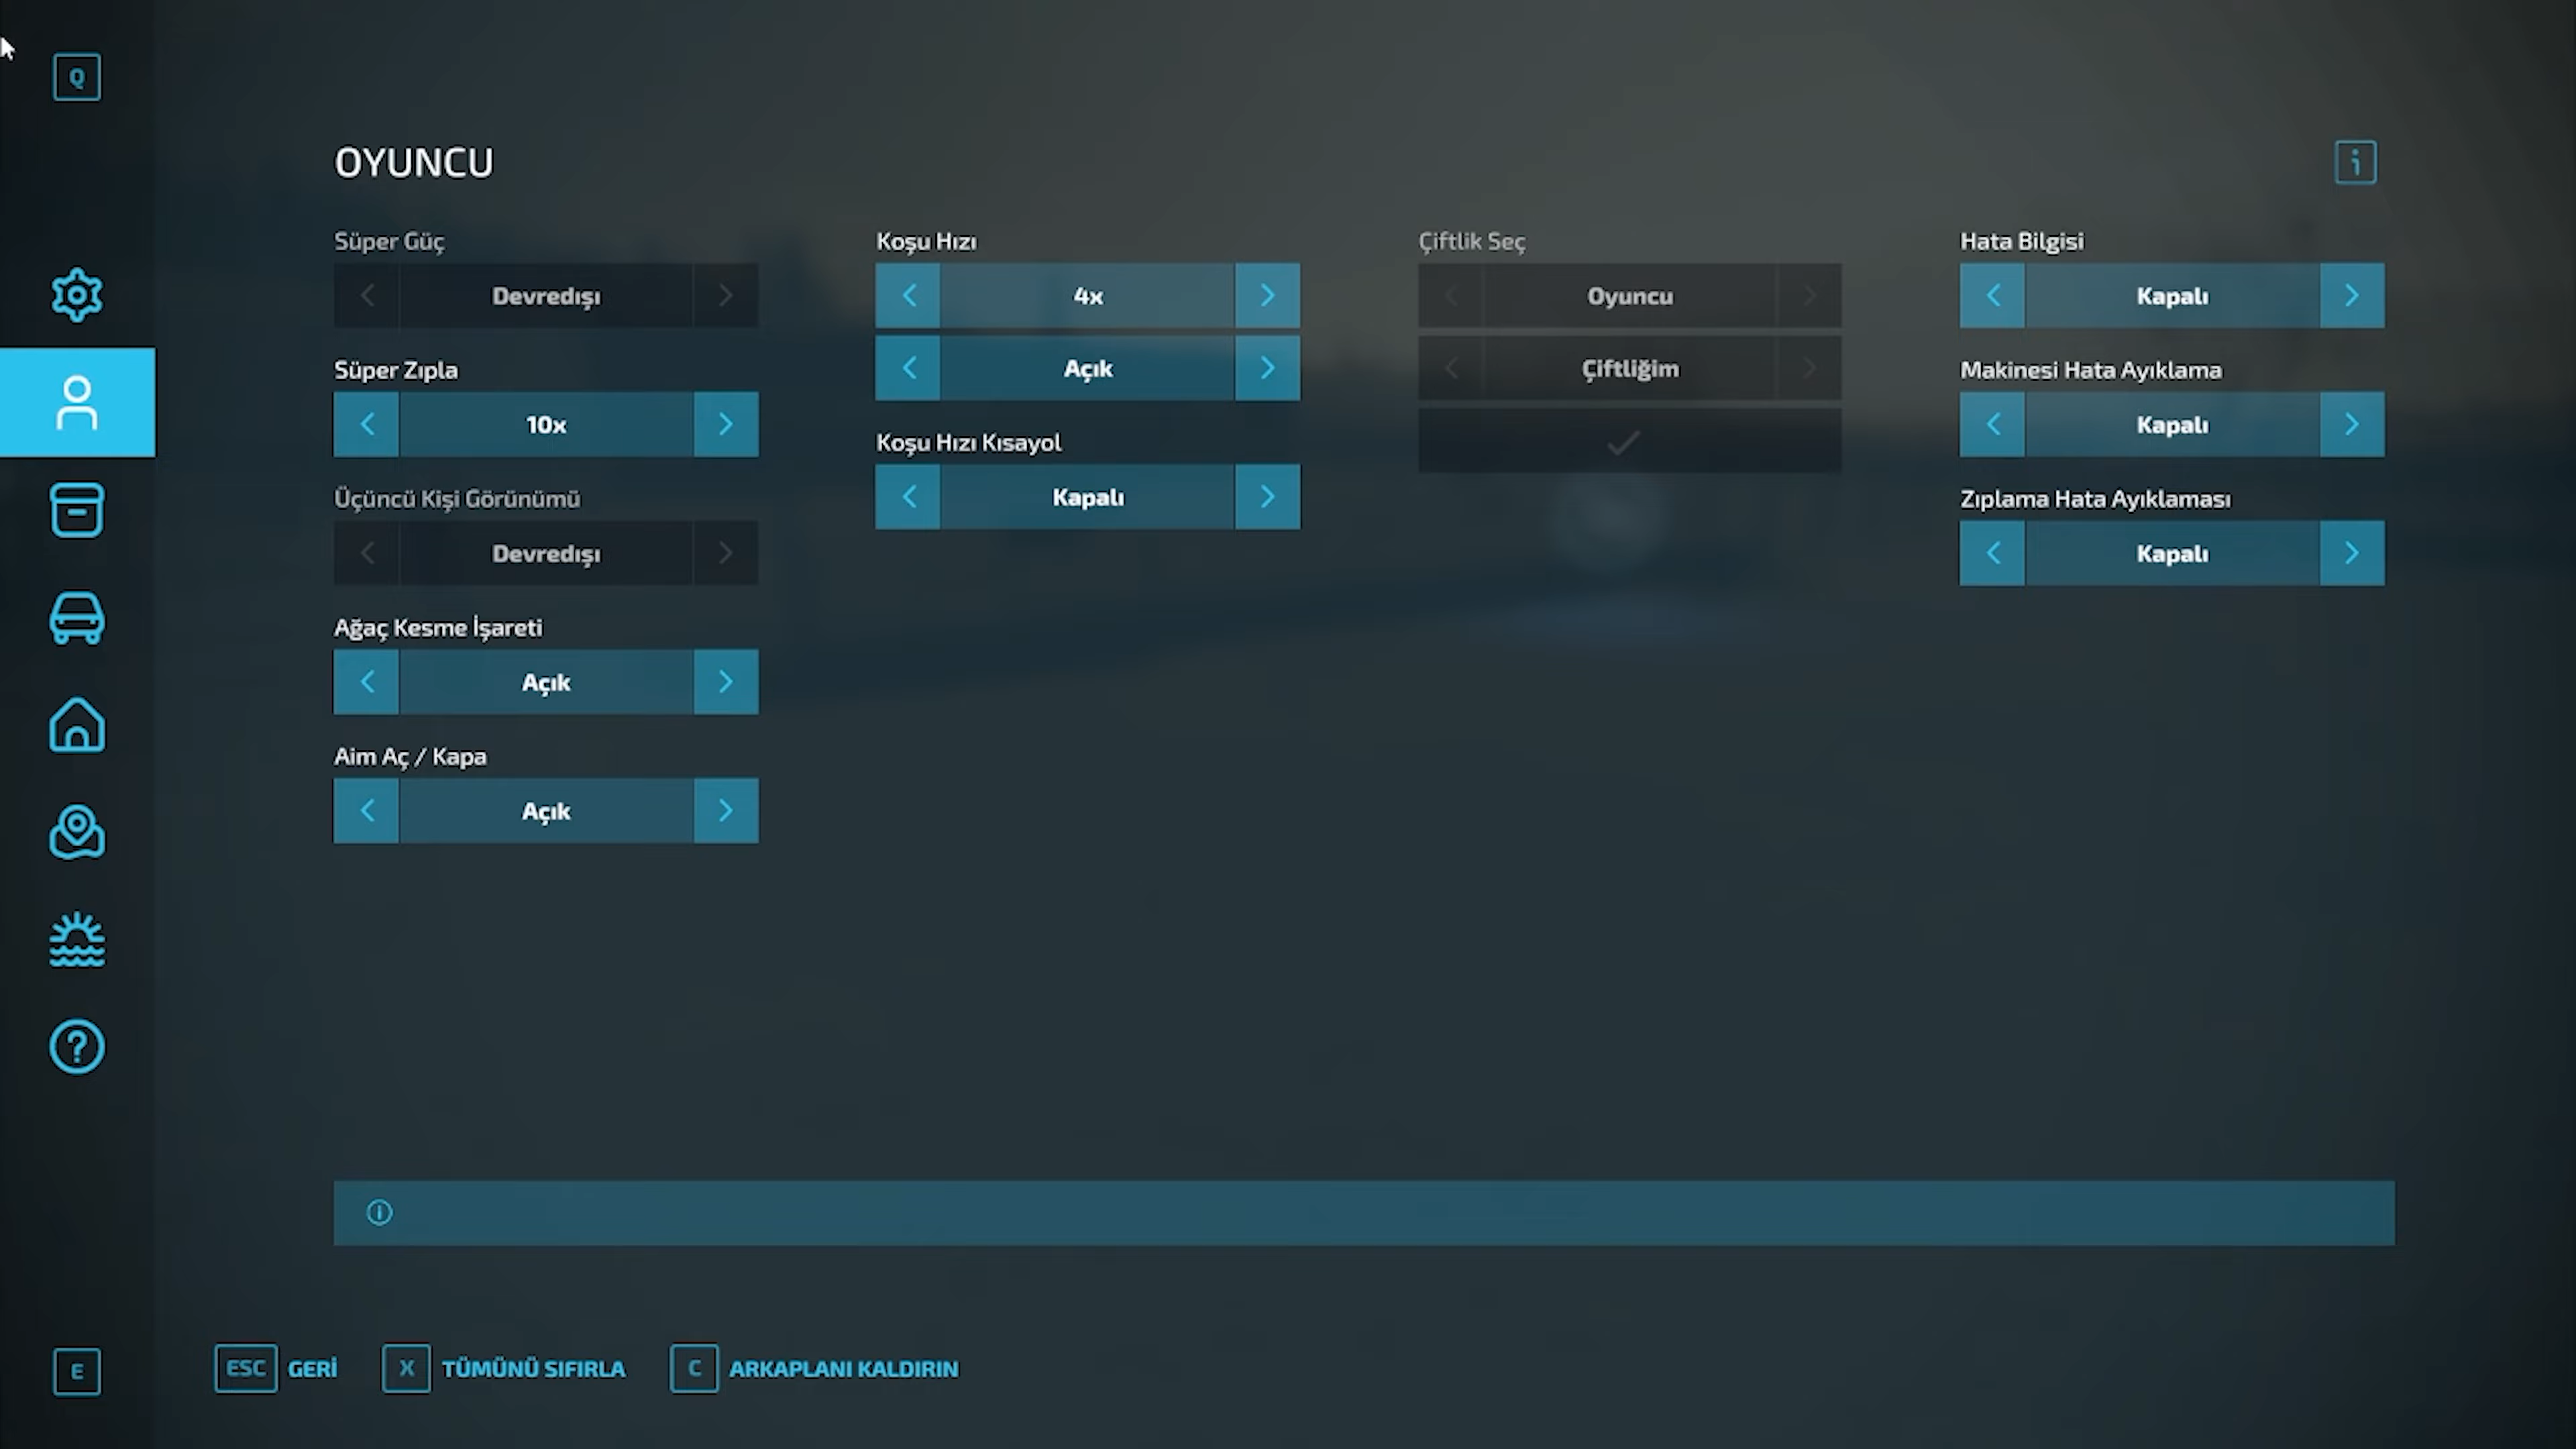 Q
OYUNCU
Süper Güç
Devredışı
Süper Zıpla
10x
Üçüncü Kişi Görünümü
Devredışı
Ağaç Kesme İşareti
Açık
Aim Aç / Kapa
Açık
Koşu Hızı
4x
Açık
Koşu Hızı Kısayol
Kapalı
Çiftlik Seç
Oyuncu
Çiftliğim
Hata Bilgisi
Kapalı
Makinesi Hata Ayıklama
Kapalı
Zıplama Hata Ayıklaması
Kapalı
E
ESC GERİ X TÜMÜNÜ SIFIRLA C ARKAPLANI KALDIRIN